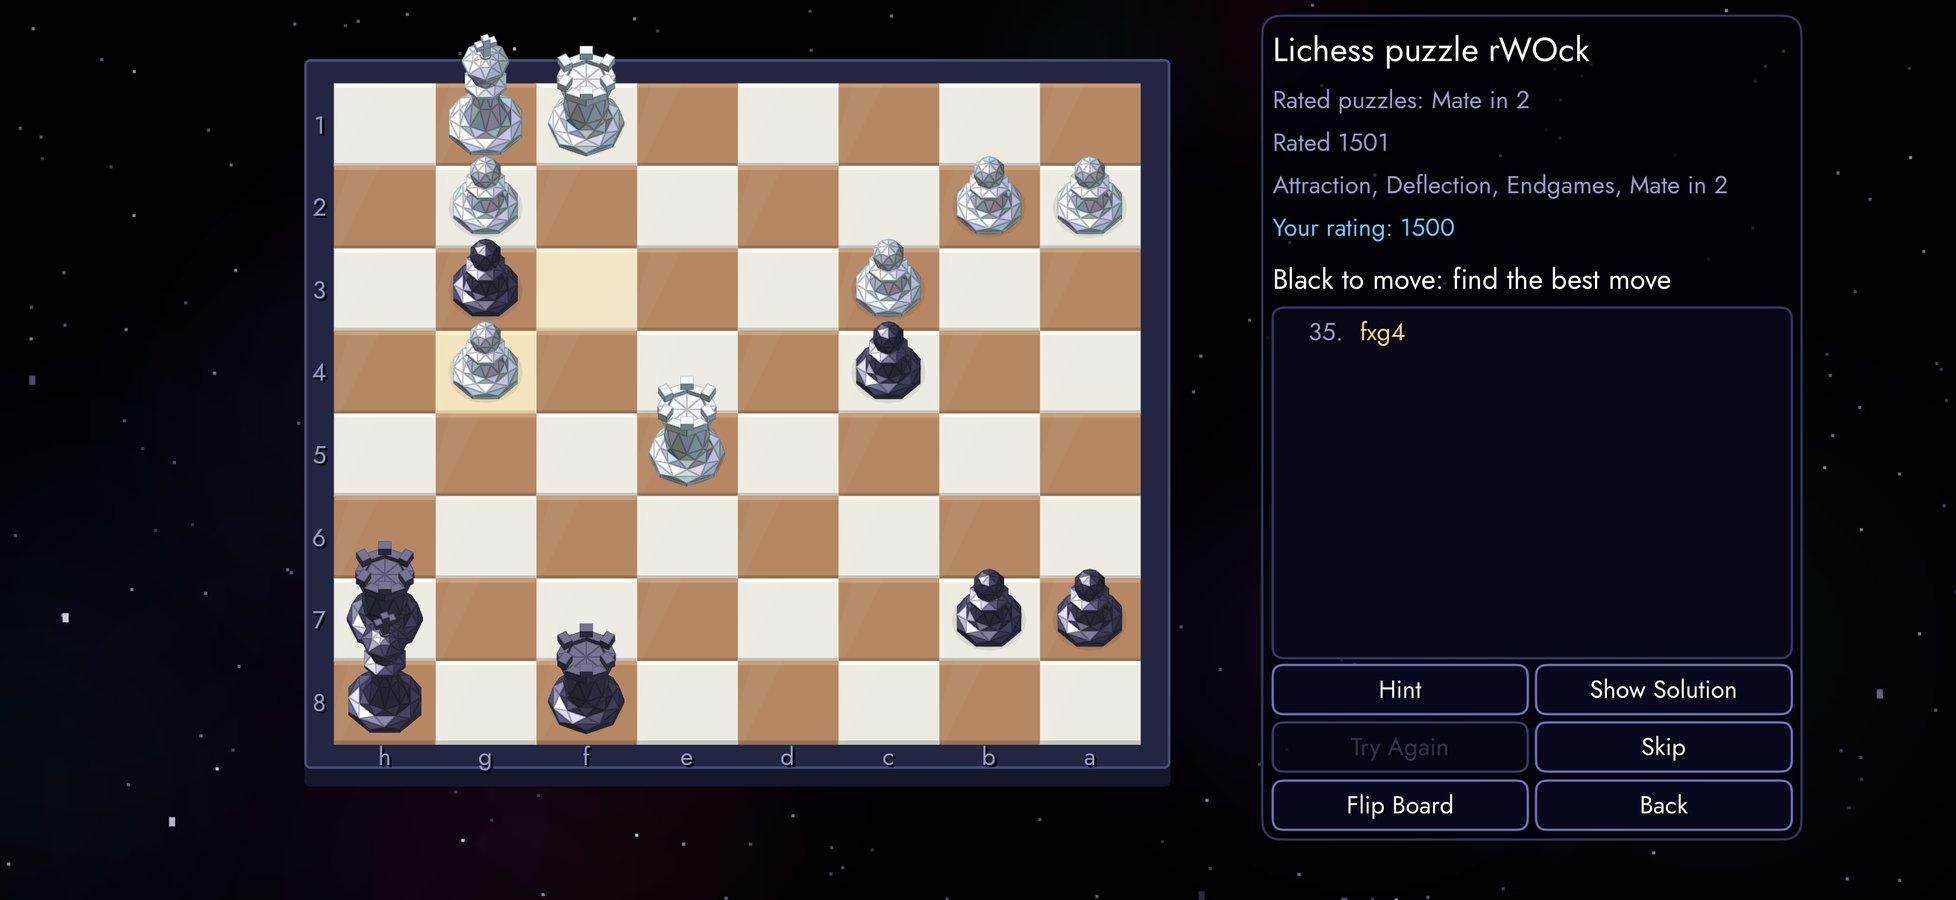 Lichess puzzle rWOck
Rated puzzles: Mate in 2
Rated 1501
Attraction, Deflection, Endgames, Mate in 2
Your rating: 1500
Black to move: find the best move
35. fxg4
Hint
Show Solution
Try Again
Skip
Flip Board
Back
1
2
3
4
5
6
7
8
h g f e d c b a